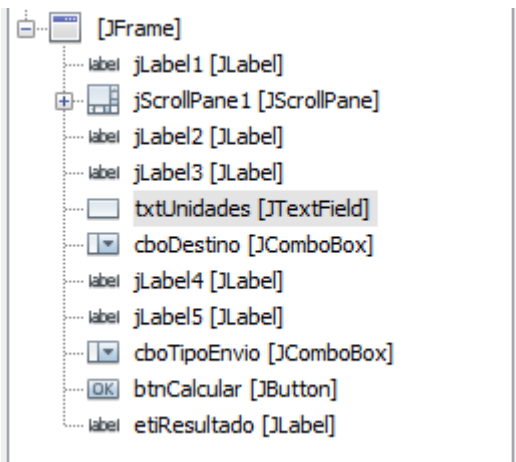 [JFrame]
label jLabel1 [JLabel]
jScrollPane1 [JScrollPane]
label jLabel2 [JLabel]
label jLabel3 [JLabel]
txtUnidades [JTextField]
cboDestino [JComboBox]
label jLabel4 [JLabel]
label jLabel5 [JLabel]
cboTipoEnvio [JComboBox]
OK btnCalcular [JButton]
label etiResultado [JLabel]